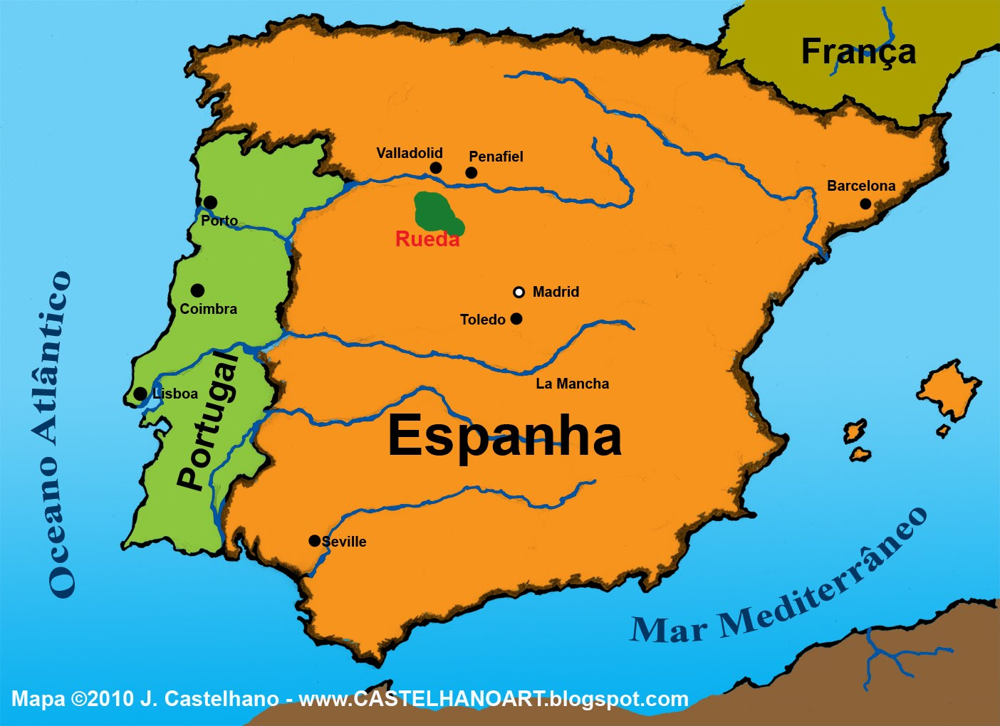 França
Valladolid
Penafiel
Barcelona
Porto
Rueda
Oceano Atlântico
Madrid
Coimbra
Toledo
Portugal
La Mancha
Lisboa
Espanha
Seville
Mar Mediterrâneo
Mapa ©2010 J. Castelhano - www.CASTELHANOART.blogspot.com